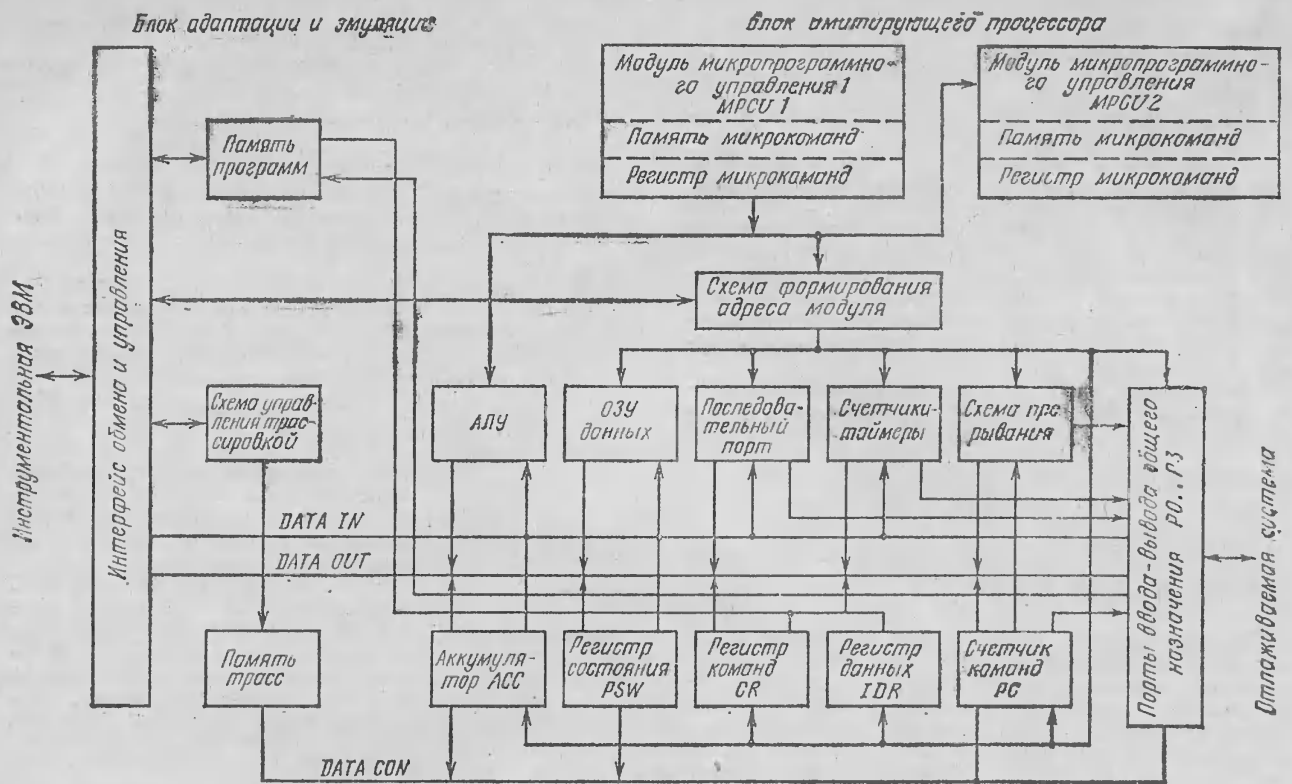 Блок адаптации и эмуляции
Блок имитирующего процессора
Модуль микропрограммно-
го управления 1
MPCU 1
Память микрокоманд
Регистр микрокоманд
Модуль микропрограммно-
го управления
MPCU 2
Память микрокоманд
Регистр микрокоманд
Память
программ
Инструментальная ЭВМ
Интерфейс обмена и управления
Схема формирования
адреса модуля
Схема управ-
ления трас-
сировкой
АЛУ
ОЗУ
данных
Последова-
тельный
порт
Счетчики-
таймеры
Схема пре-
рывания
Порты ввода-вывода общего
назначения P0..P3
Отлаживаемая система
DATA IN
DATA OUT
Память
трасс
Аккумуля-
тор ACC
Регистр
состояния
PSW
Регистр
команд
CR
Регистр
данных
IDR
Счетчик
команд
PC
DATA CON